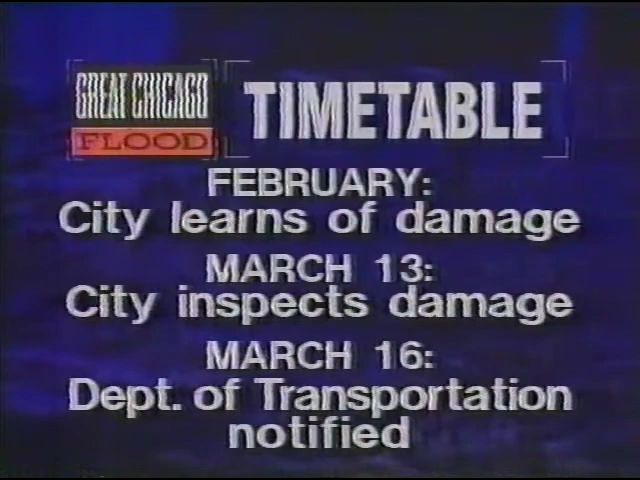 GREAT CHICAGO
FLOOD
TIMETABLE
FEBRUARY:
City learns of damage
MARCH 13:
City inspects damage
MARCH 16:
Dept. of Transportation
notified